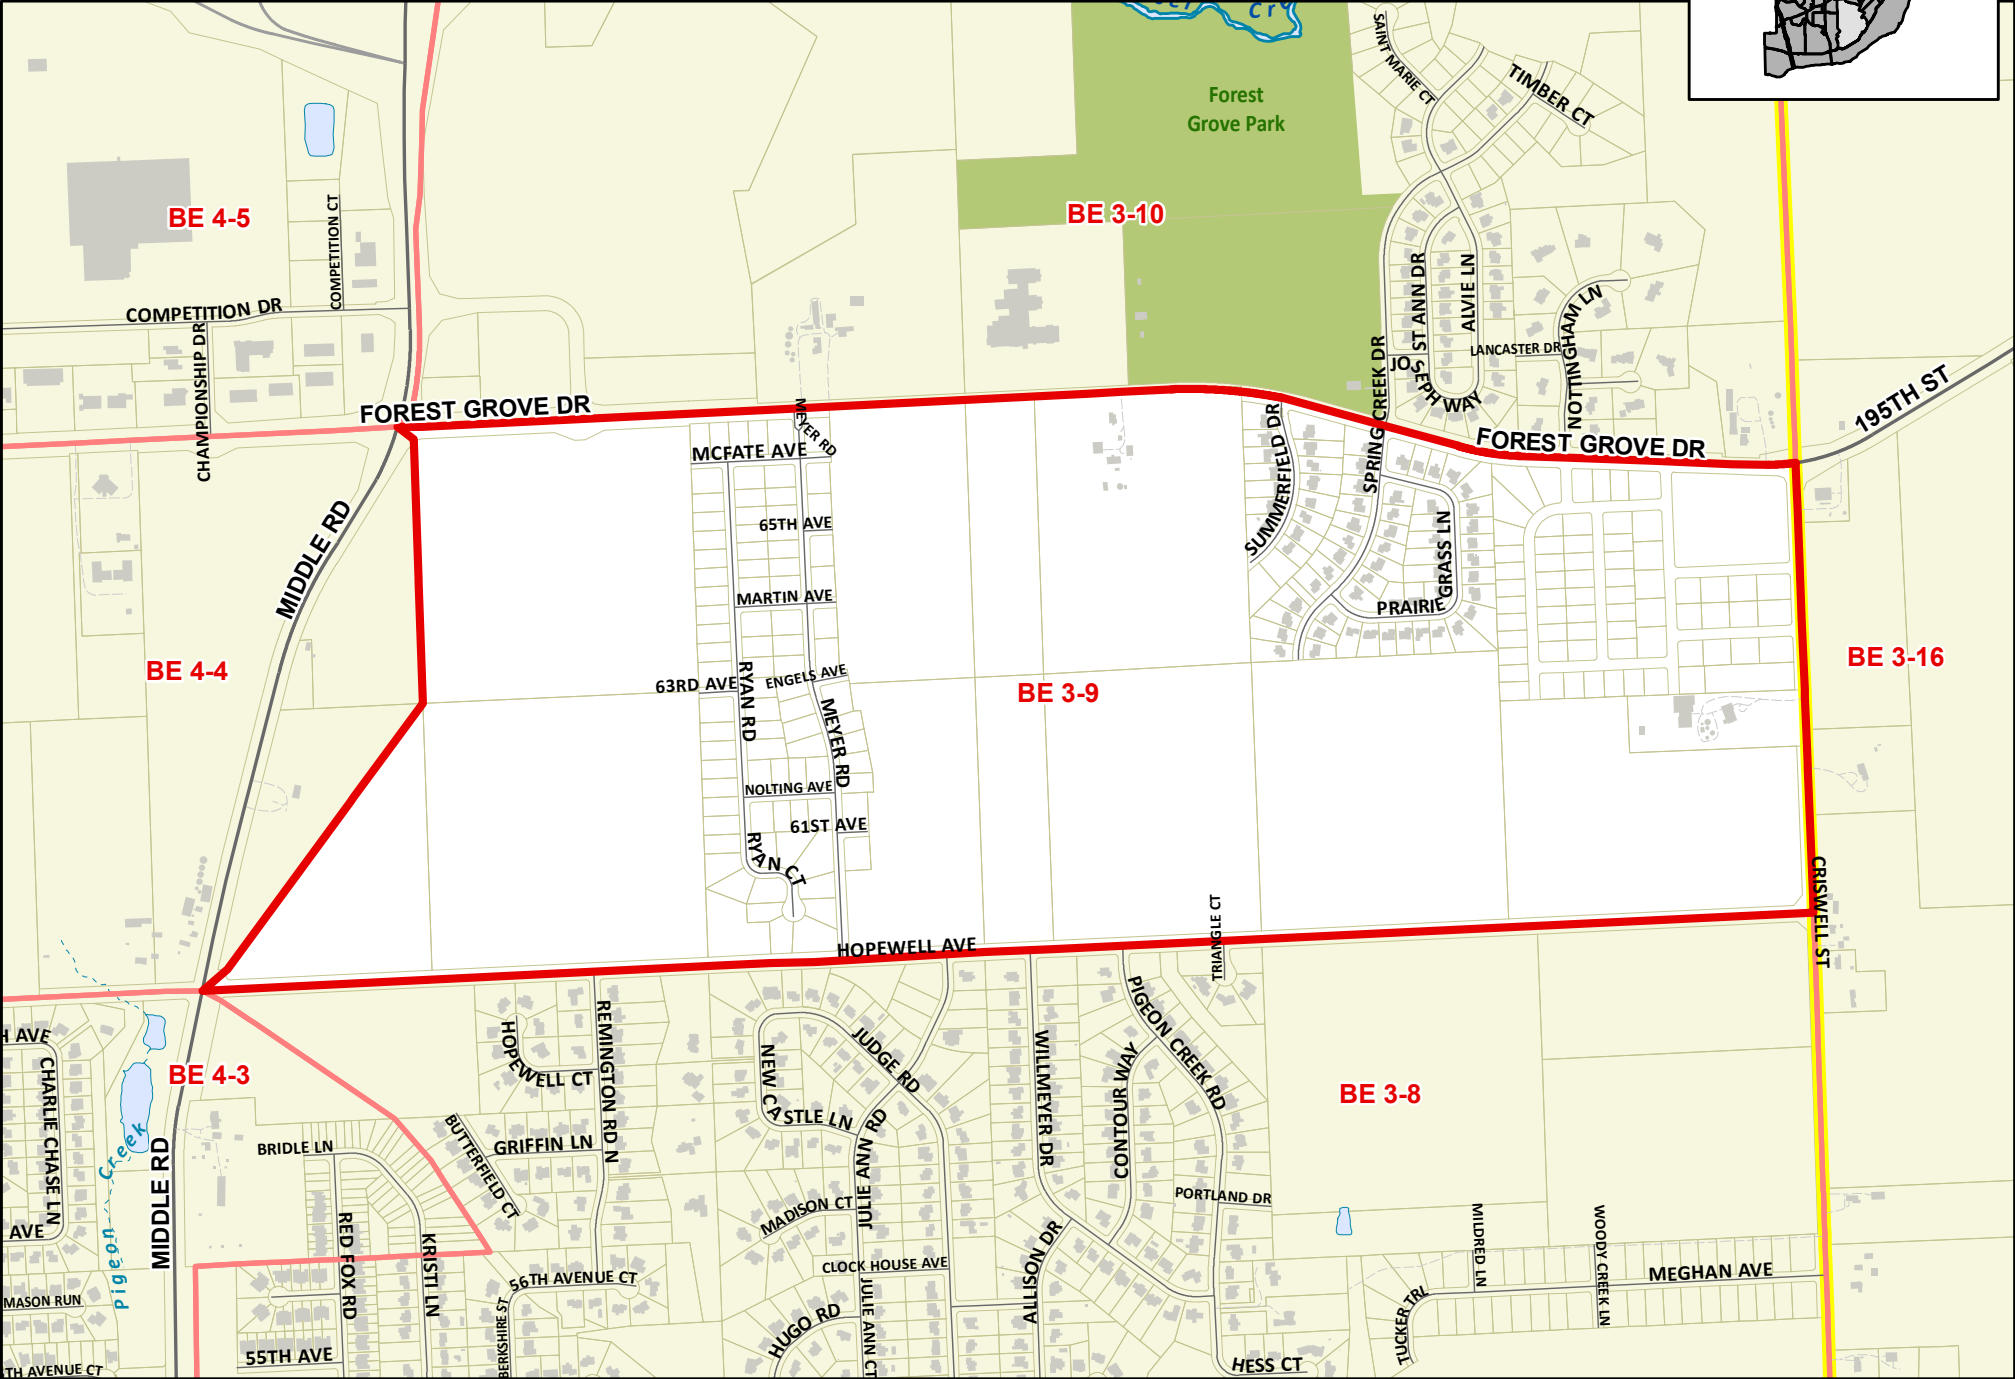 Cr
SAINT MARIE CT
TIMBER CT
Forest
Grove Park
BE 4-5
COMPETITION CT
BE 3-10
COMPETITION DR
CHAMPIONSHIP DR
ST ANN DR
ALVIE LN
NOTTINGHAM LN
LANCASTER DR
JOSEPH WAY
SPRING CREEK DR
195TH ST
FOREST GROVE DR
MEYER RD
MCFATE AVE
SUMMERFIELD DR
FOREST GROVE DR
MIDDLE RD
65TH AVE
GRASS LN
PRAIRIE
MARTIN AVE
BE 4-4
63RD AVE
RYAN RD
ENGELS AVE
BE 3-9
BE 3-16
MEYER RD
NOLTING AVE
61ST AVE
RYAN CT
CRISWELL ST
TRIANGLE CT
HOPEWELL AVE
H AVE
CHARLIE CHASE LN
BE 4-3
HOPEWELL CT
REMINGTON RD N
NEW CASTLE LN
JUDGE RD
WILLMEYER DR
CONTOUR WAY
PIGEON CREEK RD
BE 3-8
Pigeon Creek
MIDDLE RD
BRIDLE LN
BUTTERFIELD CT
GRIFFIN LN
JULIE ANN RD
MADISON CT
PORTLAND DR
AVE
RED FOX RD
KRISTI LN
ALLISON DR
MILDRED LN
WOODY CREEK LN
CLOCK HOUSE AVE
56TH AVENUE CT
MEGHAN AVE
MASON RUN
BERKSHIRE ST
HUGO RD
JULIE ANN CT
TUCKER TRL
55TH AVE
HESS CT
TH AVENUE CT